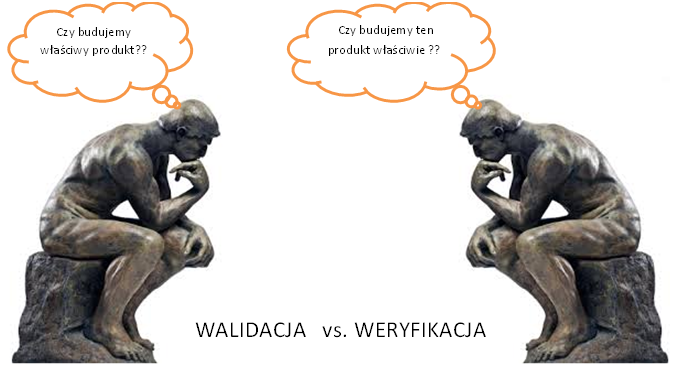 Czy budujemy
właściwy produkt??
Czy budujemy ten
produkt właściwie ??
WALIDACJA vs. WERYFIKACJA